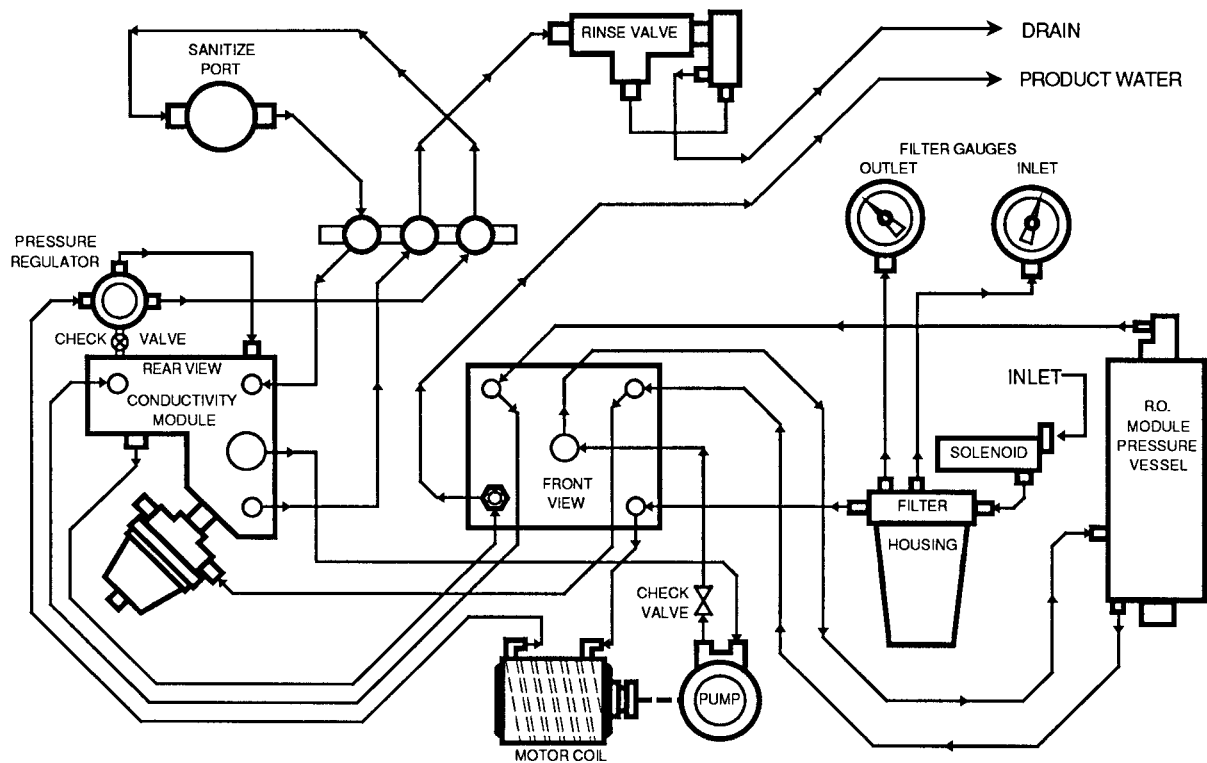 RINSE VALVE
DRAIN
SANITIZE
PORT
PRODUCT WATER
FILTER GAUGES
OUTLET
INLET
PRESSURE
REGULATOR
CHECK
VALVE
REAR VIEW
CONDUCTIVITY
MODULE
INLET
R.O.
MODULE
PRESSURE
VESSEL
SOLENOID
FRONT
VIEW
FILTER
HOUSING
CHECK
VALVE
PUMP
MOTOR COIL